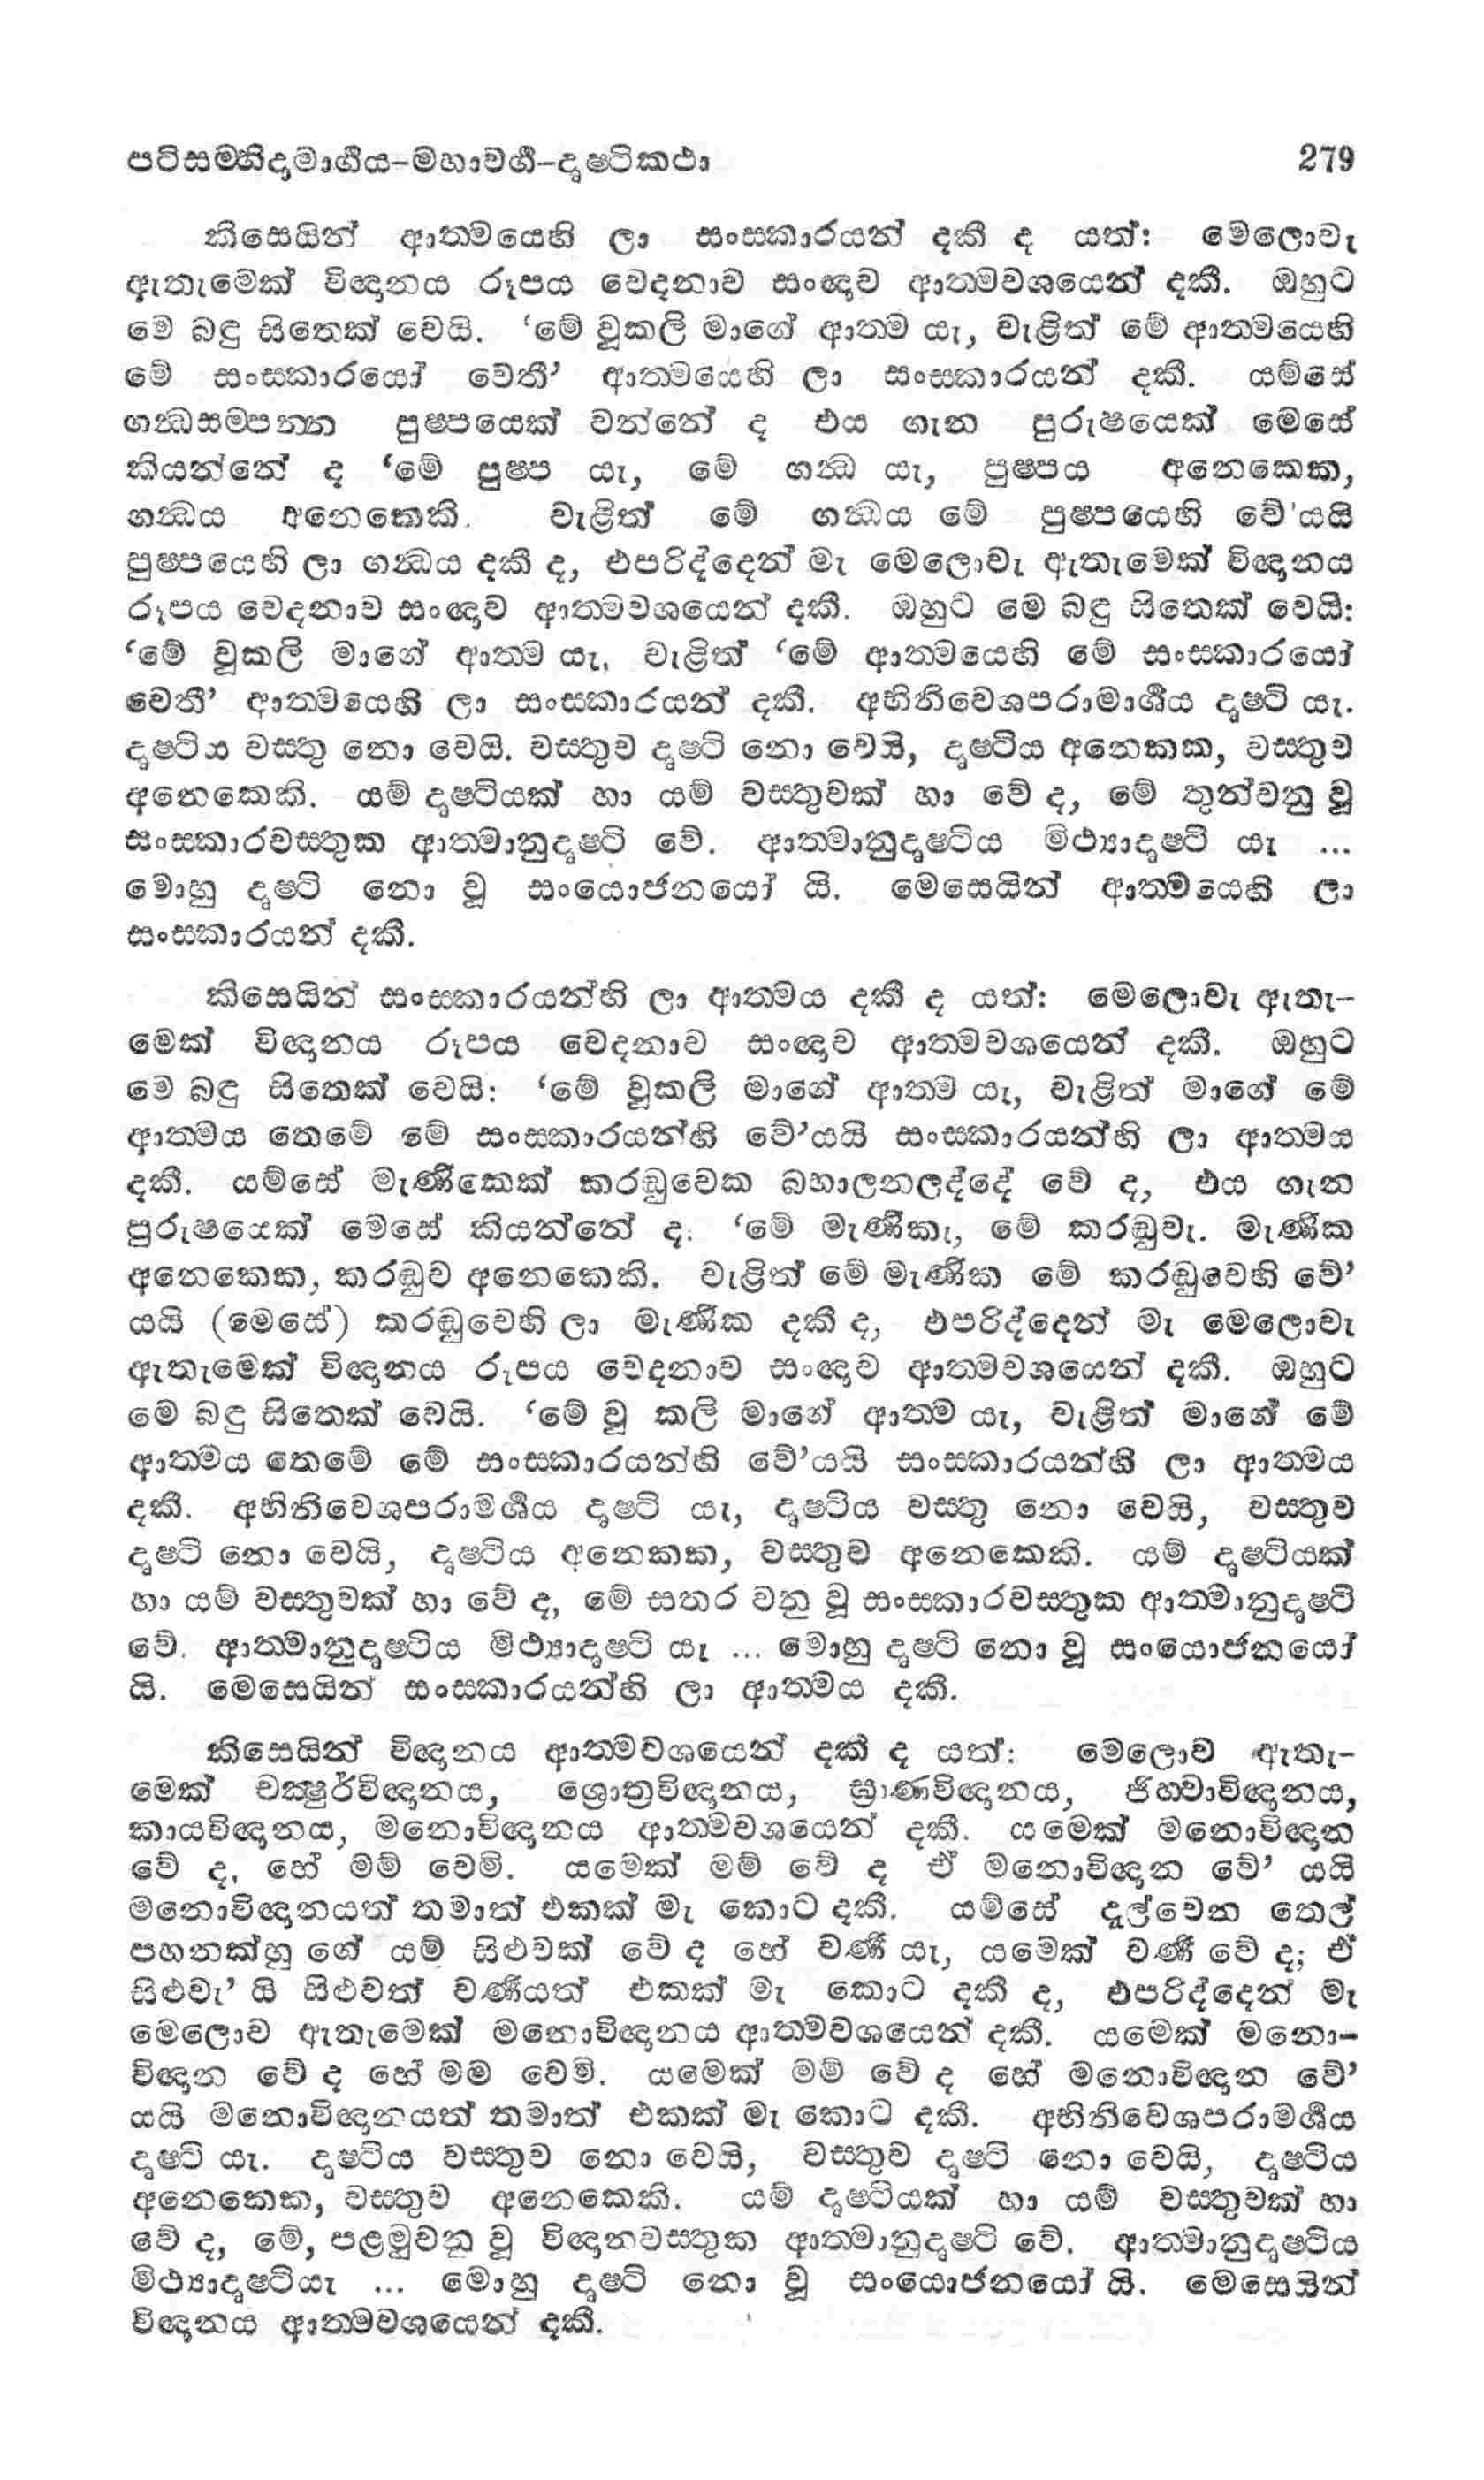 පටිසම්භිදාමාර්ගය-මහාවර්ග-දෘෂ්ටිකථා 279
කිසෙයින් ආත්මයෙහි ලා සංස්කාරයන් දකී ද යත්: මෙලොවැ
ඇතැමෙක් විඥානය රූපය වෙදනාව සංඥාව ආත්මවශයෙන් දකී. ඔහුට
මෙ බඳු සිතෙක් වෙයි. ‘මේ වූකලි මාගේ ආත්ම යැ, වැළිත් මේ ආත්මයෙහි
මේ සංස්කාරයෝ වෙතී’ ආත්මයෙහි ලා සංස්කාරයන් දකී. යම්සේ
ගන්ධසම්පන්න පුෂ්පයෙක් වන්නේ ද එය ගැන පුරුෂයෙක් මෙසේ
කියන්නේ ද ‘මේ පුෂ්ප යැ, මේ ගන්ධ යැ, පුෂ්පය අනෙකෙක,
ගන්ධය අනෙකෙකි. වැළිත් මේ ගන්ධය මේ පුෂ්පයෙහි වේ’යයි
පුෂ්පයෙහි ලා ගන්ධය දකී ද, එපරිද්දෙන් මැ මෙලොවැ ඇතැමෙක් විඥානය
රූපය වෙදනාව සංඥාව ආත්මවශයෙන් දකී. ඔහුට මෙ බඳු සිතෙක් වෙයි:
‘මේ වූකලි මාගේ ආත්ම යැ, වැළිත් ‘මේ ආත්මයෙහි මේ සංස්කාරයෝ
වෙතී’ ආත්මයෙහි ලා සංස්කාරයන් දකී. අභිනිවෙශපරාමාර්ශය දෘෂ්ටි යැ.
දෘෂ්ටිය වස්තු නො වෙයි. වස්තුව දෘෂ්ටි නො වෙයි, දෘෂ්ටිය අනෙකක, වස්තුව
අනෙකෙකි. යම් දෘෂ්ටියක් හා යම් වස්තුවක් හා වේ ද, මේ තුන්වනු වූ
සංස්කාරවස්තුක ආත්මානුදෘෂ්ටි වේ. ආත්මානුදෘෂ්ටිය මිථ්‍යාදෘෂ්ටි යැ ...
මොහු දෘෂ්ටි නො වූ සංයොජනයෝ යි. මෙසෙයින් ආත්මයෙහි ලා
සංස්කාරයන් දකී.
කිසෙයින් සංස්කාරයන්හි ලා ආත්මය දකී ද යත්: මෙලොවැ ඇතැ-
මෙක් විඥානය රූපය වෙදනාව සංඥාව ආත්මවශයෙන් දකී. ඔහුට
මෙ බඳු සිතෙක් වෙයි: ‘මේ වූකලි මාගේ ආත්ම යැ, වැළිත් මාගේ මේ
ආත්මය තෙමේ මේ සංස්කාරයන්හි වේ’යයි සංස්කාරයන්හි ලා ආත්මය
දකී. යම්සේ මැණිකෙක් කරඬුවෙක බහාලනලද්දේ වේ ද, එය ගැන
පුරුෂයෙක් මෙසේ කියන්නේ ද: ‘මේ මැණිකැ, මේ කරඬුවැ. මැණික
අනෙකෙක, කරඬුව අනෙකෙකි. වැළිත් මේ මැණික මේ කරඬුවෙහි වේ’
යයි (මෙසේ) කරඬුවෙහි ලා මැණික දකී ද, එපරිද්දෙන් මැ මෙලොවැ
ඇතැමෙක් විඥානය රූපය වෙදනාව සංඥාව ආත්මවශයෙන් දකී. ඔහුට
මෙ බඳු සිතෙක් වෙයි. ‘මේ වූ කලි මාගේ ආත්ම යැ, වැළිත් මාගේ මේ
ආත්මය තෙමේ මේ සංස්කාරයන්හි වේ’යයි සංස්කාරයන්හි ලා ආත්මය
දකී. අභිනිවෙශපරාමර්ශය දෘෂ්ටි යැ, දෘෂ්ටිය වස්තු නො වෙයි, වස්තුව
දෘෂ්ටි නො වෙයි, දෘෂ්ටිය අනෙකක, වස්තුව අනෙකෙකි. යම් දෘෂ්ටියක්
හා යම් වස්තුවක් හා වේ ද, මේ සතර වනු වූ සංස්කාරවස්තුක ආත්මානුදෘෂ්ටි
වේ. ආත්මානුදෘෂ්ටිය මිථ්‍යාදෘෂ්ටි යැ ... මොහු දෘෂ්ටි නො වූ සංයොජනයෝ
යි. මෙසෙයින් සංස්කාරයන්හි ලා ආත්මය දකී.
කිසෙයින් විඥානය ආත්මවශයෙන් දකී ද යත්: මෙලොව ඇතැ-
මෙක් චක්ෂුර්විඥානය, ශ්‍රොත්‍රවිඥානය, ඝ්‍රාණවිඥානය, ජිහ්වාවිඥානය,
කායවිඥානය, මනොවිඥානය ආත්මවශයෙන් දකී. යමෙක් මනොවිඥාන
වේ ද, හේ මම් වෙමි. යමෙක් මම් වේ ද ඒ මනොවිඥාන වේ’ යයි
මනොවිඥානයත් තමාත් එකක් මැ කොට දකී. යම්සේ දැල්වෙන තෙල්
පහනක්හු ගේ යම් සිළුවක් වේ ද හේ වර්ණ යැ, යමෙක් වර්ණ වේ ද; ඒ
සිළුවැ’ යි සිළුවත් වර්ණයත් එකක් මැ කොට දකී ද, එපරිද්දෙන් මැ
මෙලොව ඇතැමෙක් මනොවිඥානය ආත්මවශයෙන් දකී. යමෙක් මනො-
විඥාන වේ ද හේ මම වෙමි. යමෙක් මම් වේ ද හේ මනොවිඥාන වේ’
යයි මනොවිඥානයත් තමාත් එකක් මැ කොට දකී. අභිනිවෙශපරාමර්ශය
දෘෂ්ටි යැ. දෘෂ්ටිය වස්තුව නො වෙයි, වස්තුව දෘෂ්ටි නො වෙයි, දෘෂ්ටිය
අනෙකෙක, වස්තුව අනෙකෙකි. යම් දෘෂ්ටියක් හා යම් වස්තුවක් හා
වේ ද, මේ, පළමුවනු වූ විඥානවස්තුක ආත්මානුදෘෂ්ටි වේ. ආත්මානුදෘෂ්ටිය
මිථ්‍යාදෘෂ්ටියැ ... මොහු දෘෂ්ටි නො වූ සංයොජනයෝ යි. මෙසෙයින්
විඥානය ආත්මවශයෙන් දකී.